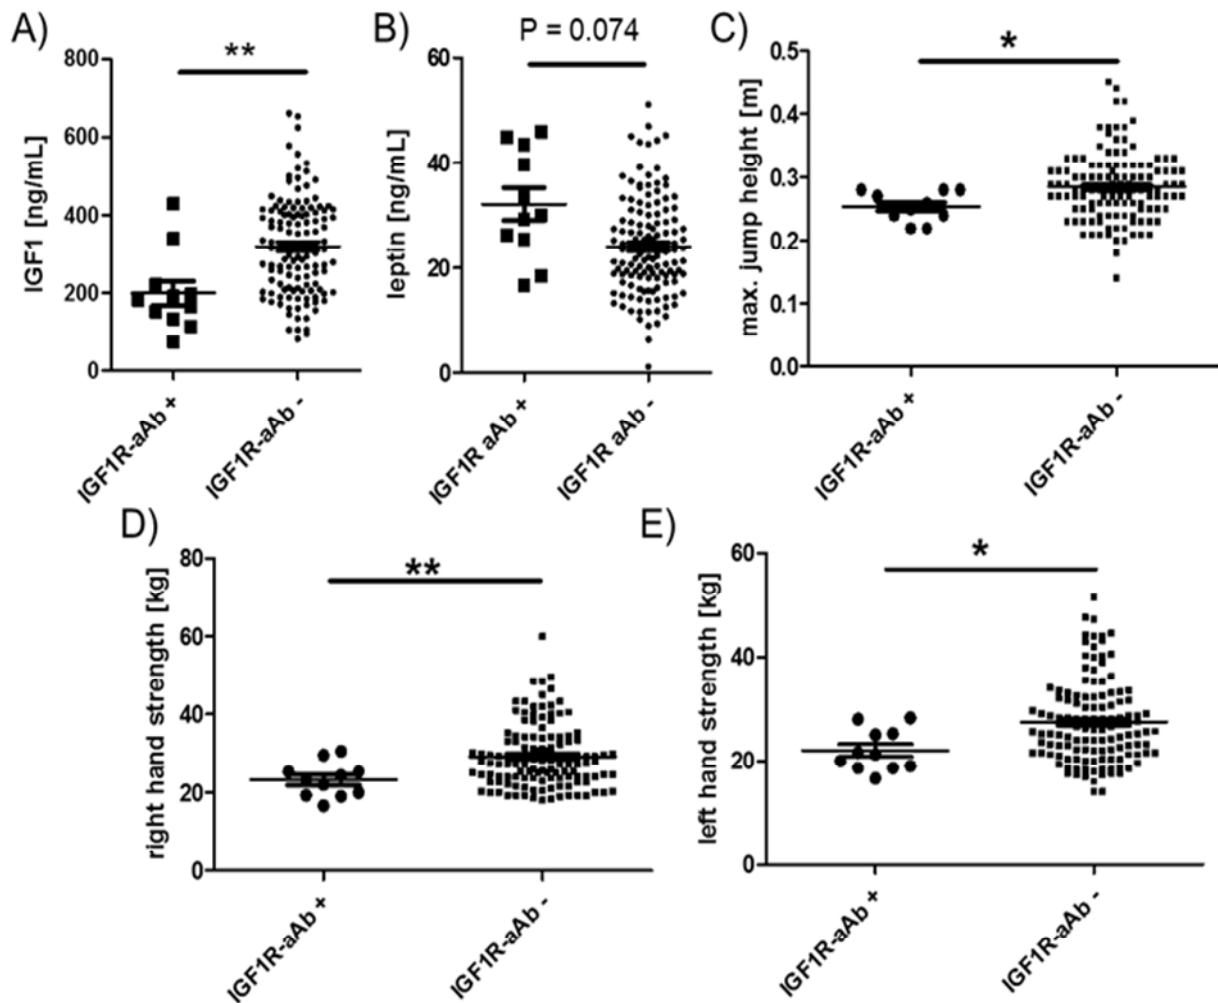 A)
**
IGF1 [ng/mL]
800
600
400
200
0
IGF1R-aAb +
IGF1R-aAb -
B)
P = 0.074
leptin [ng/mL]
60
40
20
0
IGF1R aAb +
IGF1R aAb -
C)
*
max. jump height [m]
0.5
0.4
0.3
0.2
0.1
0.0
IGF1R-aAb +
IGF1R-aAb -
D)
**
right hand strength [kg]
80
60
40
20
0
IGF1R-aAb +
IGF1R-aAb -
E)
*
left hand strength [kg]
60
40
20
0
IGF1R-aAb +
IGF1R-aAb -